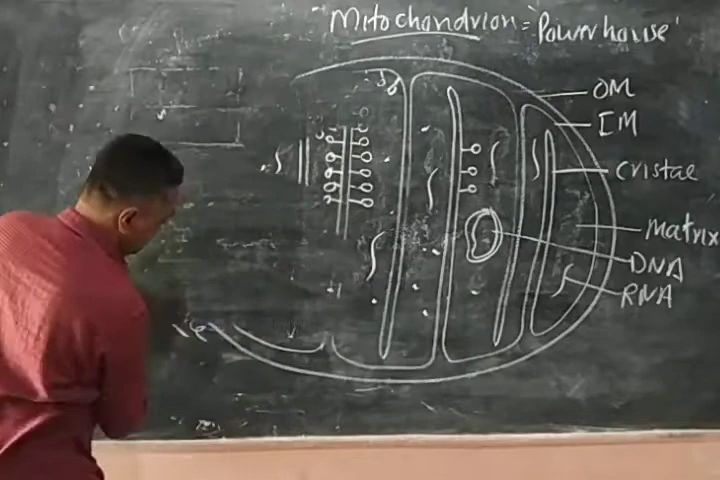 Mitochondrion = 'Powerhouse'
OM
IM
Cristae
Matrix
DNA
RNA